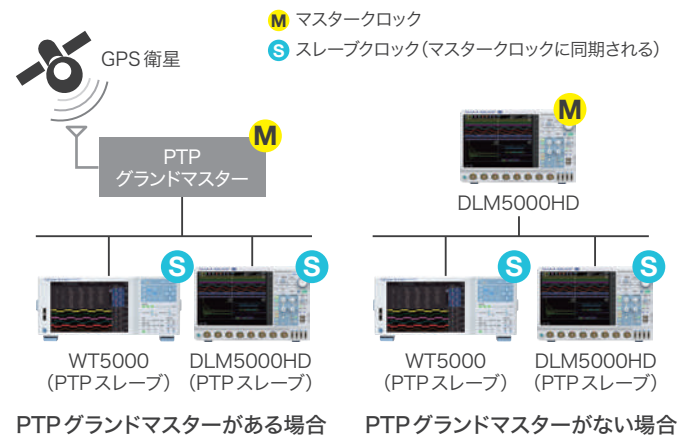 M マスタークロック
S スレーブクロック（マスタークロックに同期される）
GPS衛星
M
PTP
グランドマスター
S
S
WT5000
（PTPスレーブ）
DLM5000HD
（PTPスレーブ）
PTPグランドマスターがある場合
M
DLM5000HD
S
S
WT5000
（PTPスレーブ）
DLM5000HD
（PTPスレーブ）
PTPグランドマスターがない場合